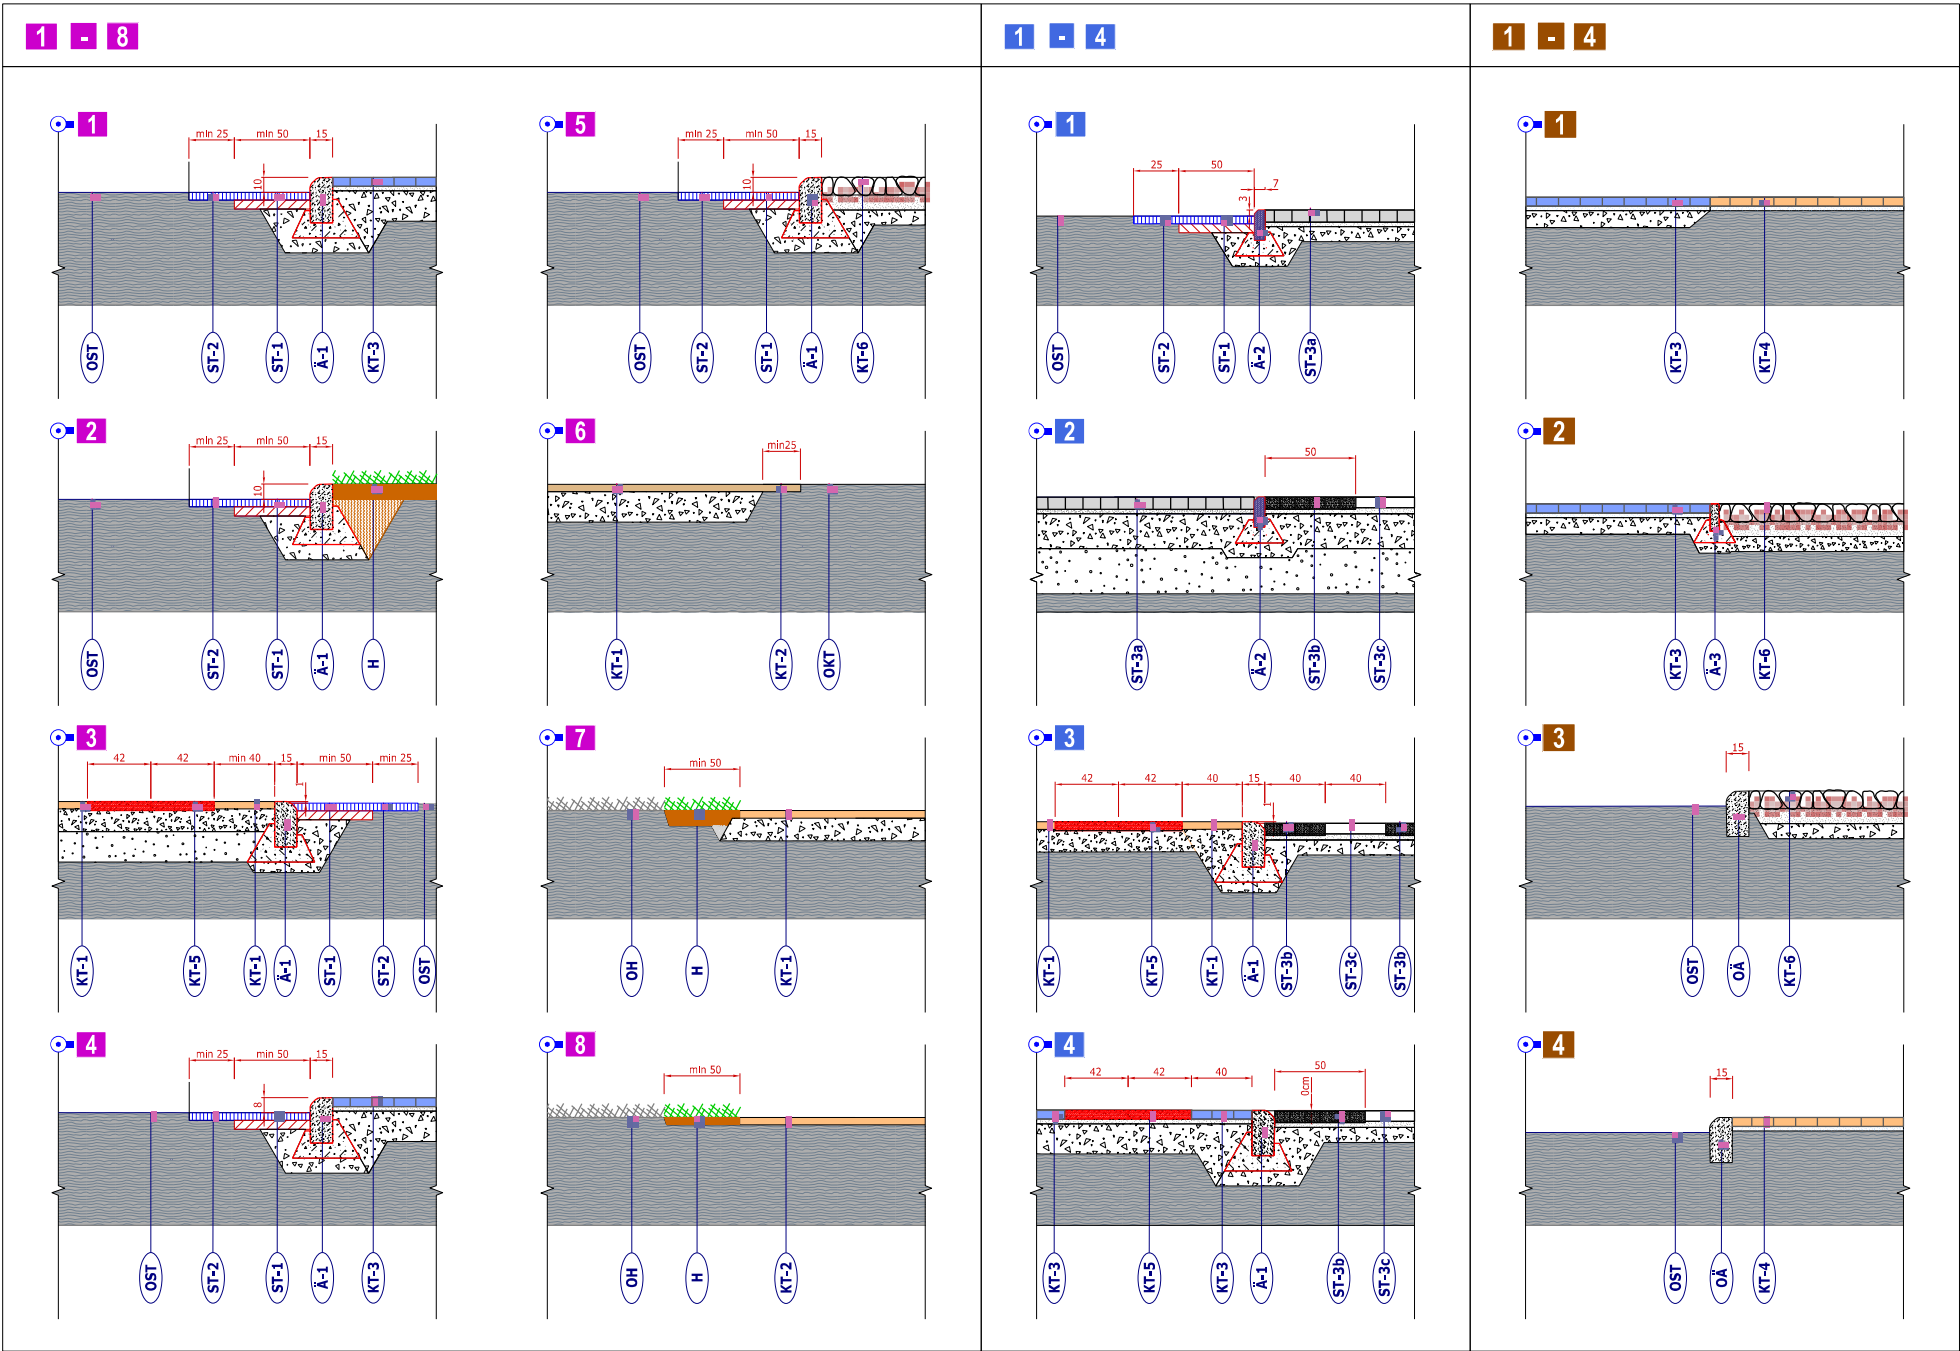 1 - 8
1 - 4
1 - 4
1
min 25 min 50 15
10
OST ST-2 ST-1 Ä-1 KT-3
5
min 25 min 50 15
10
OST ST-2 ST-1 Ä-1 KT-6
1
25 50
7
3
OST ST-2 ST-1 Ä-2 ST-3a
1
KT-3 KT-4
2
min 25 min 50 15
10
OST ST-2 ST-1 Ä-1 H
6
min25
KT-1 KT-2 OKT
2
50
ST-3a Ä-2 ST-3b ST-3c
2
KT-3 Ä-3 KT-6
3
42 42 min 40 15 min 50 min 25
1
KT-1 KT-5 KT-1 Ä-1 ST-1 ST-2 OST
7
min 50
OH H KT-1
3
42 42 40 15 40 40
1
KT-1 KT-5 KT-1 Ä-1 ST-3b ST-3c ST-3b
3
15
OST OÄ KT-6
4
min 25 min 50 15
8
OST ST-2 ST-1 Ä-1 KT-3
8
min 50
OH H KT-2
4
42 42 40 50
0cm
KT-3 KT-5 KT-3 Ä-1 ST-3b ST-3c
4
15
OST OÄ KT-4